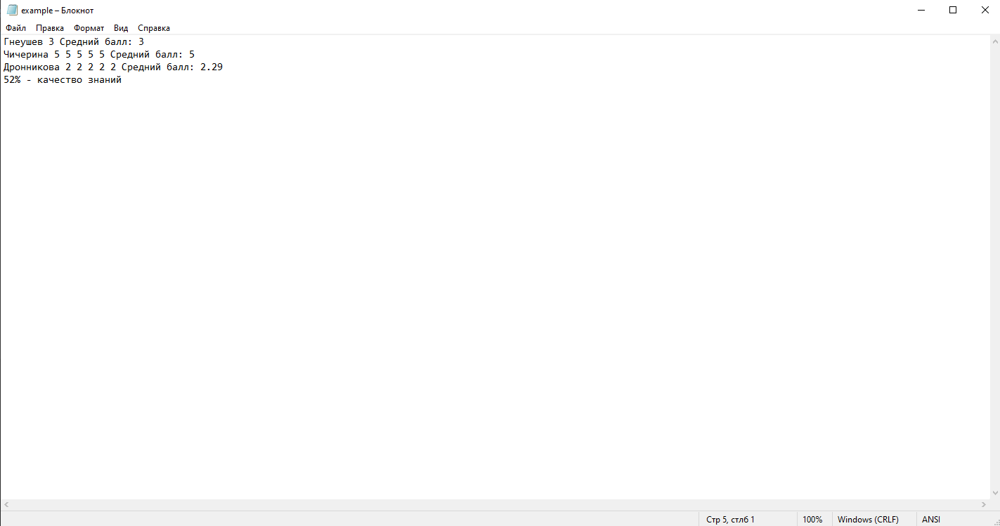 example – Блокнот
Файл Правка Формат Вид Справка
Гнеушев 3 Средний балл: 3
Чичерина 5 5 5 5 5 Средний балл: 5
Дронникова 2 2 2 2 2 Средний балл: 2.29
52% - качество знаний
Стр 5, стлб 1 100% Windows (CRLF) ANSI